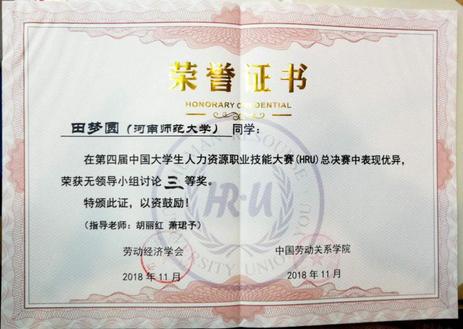 荣誉证书
HONORARY CREDENTIAL
田梦圆(河南师范大学) 同学:
在第四届中国大学生人力资源职业技能大赛(HRU)总决赛中表现优异,
荣获无领导小组讨论 三 等奖。
特颁此证,以资鼓励!
(指导老师:胡丽红 萧珺予)
HR-U
劳动经济学会
中国劳动关系学院
2018年11月
2018年11月